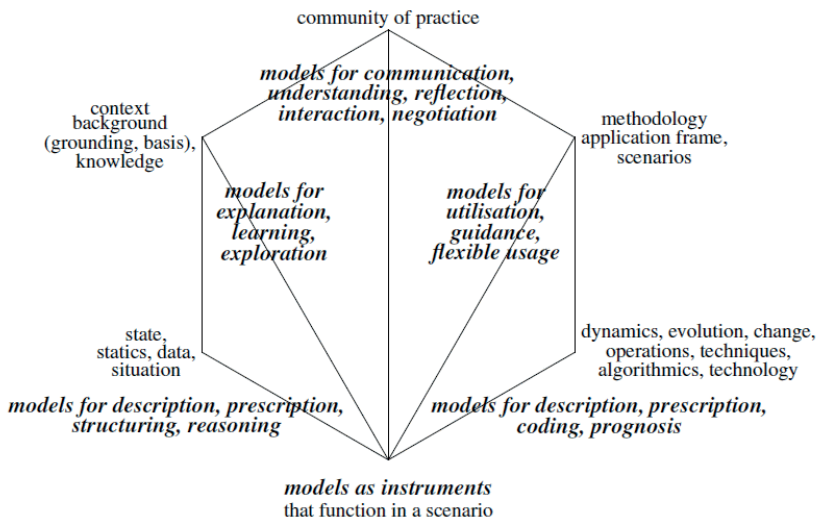 community of practice
models for communication,
understanding, reflection,
interaction, negotiation
context
background
(grounding, basis),
knowledge
methodology
application frame,
scenarios
models for
explanation,
learning,
exploration
models for
utilisation,
guidance,
flexible usage
state,
statics, data,
situation
dynamics, evolution, change,
operations, techniques,
algorithmics, technology
models for description, prescription,
structuring, reasoning
models for description, prescription,
coding, prognosis
models as instruments
that function in a scenario